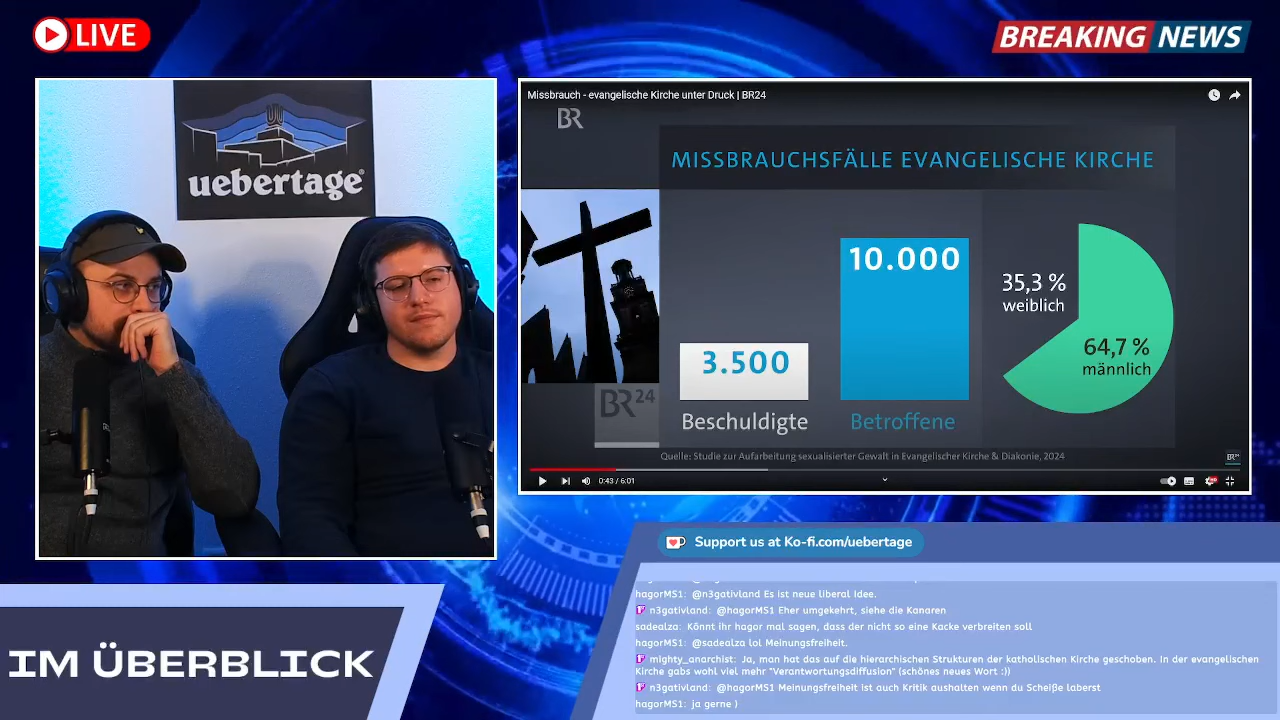 LIVE
BREAKING NEWS
uebertage
Missbrauch - evangelische Kirche unter Druck | BR24
BR
MISSBRAUCHSFÄLLE EVANGELISCHE KIRCHE
10.000
3.500
35,3 %
weiblich
64,7 %
männlich
BR24
Beschuldigte
Betroffene
Quelle: Studie zur Aufarbeitung sexualisierter Gewalt in Evangelischer Kirche & Diakonie, 2024
0:43 / 6:01
Support us at Ko-fi.com/uebertage
hagorMS1: @n3gativland Es ist neue liberal Idee.
n3gativland: @hagorMS1 Eher umgekehrt, siehe die Kanaren
sadealza: Könnt ihr hagor mal sagen, dass der nicht so eine Kacke verbreiten soll
hagorMS1: @sadealza lol Meinungsfreiheit.
mighty_anarchist: Ja, man hat das auf die hierarchischen Strukturen der katholischen Kirche geschoben. In der evangelischen
Kirche gabs wohl viel mehr "Verantwortungsdiffusion" (schönes neues Wort :))
n3gativland: @hagorMS1 Meinungsfreiheit ist auch Kritik aushalten wenn du Scheiße laberst
hagorMS1: ja gerne )
IM ÜBERBLICK